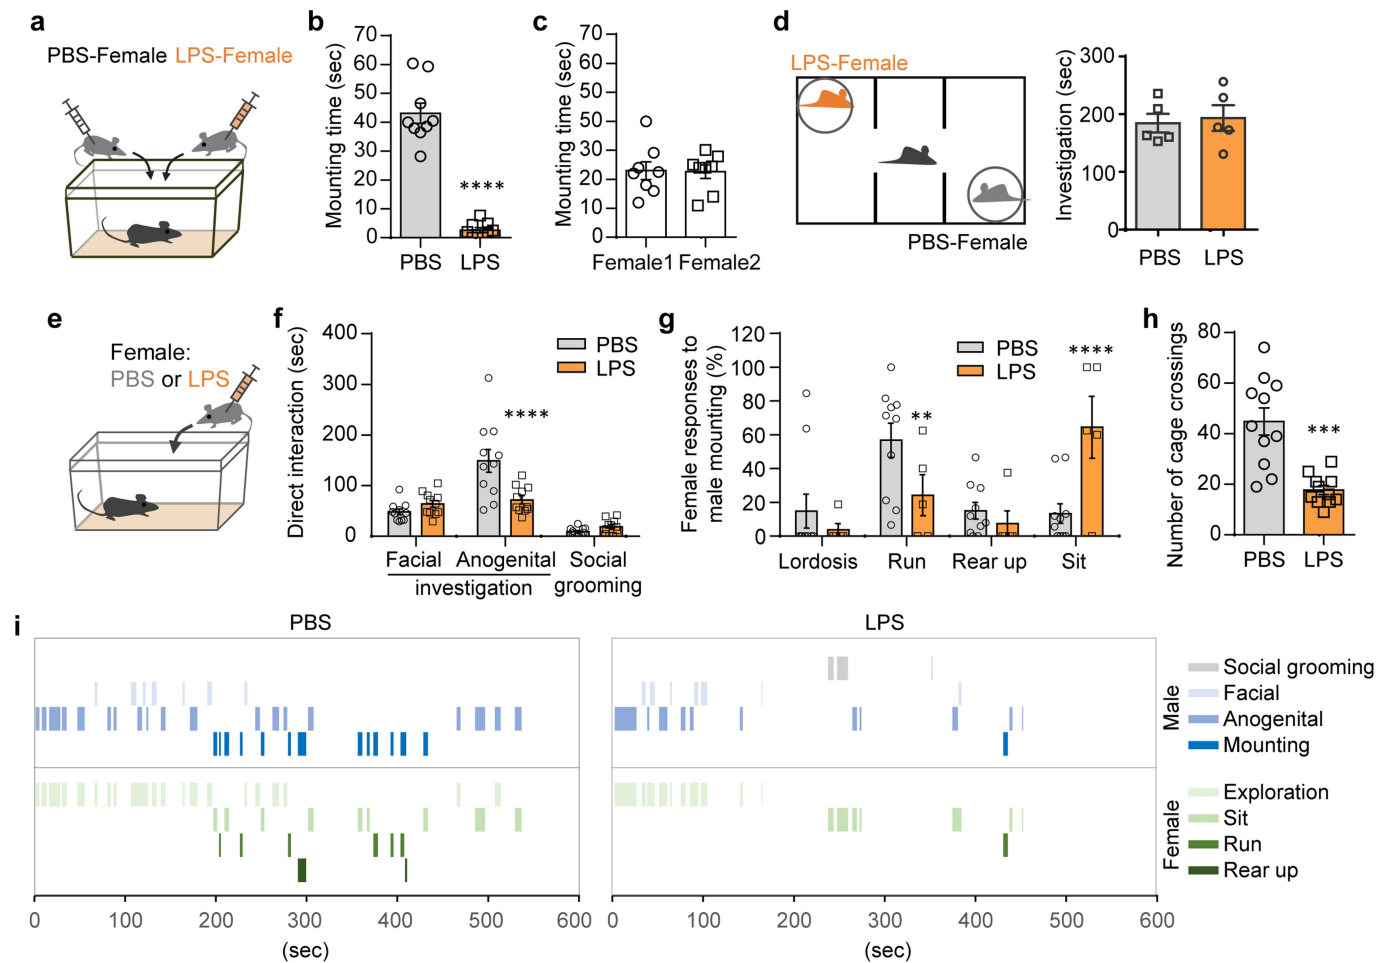 a
PBS-Female LPS-Female
b
Mounting time (sec)
70
60
50
40
30
20
10
0
****
PBS LPS
c
Mounting time (sec)
70
60
50
40
30
20
10
0
Female1 Female2
d
LPS-Female
PBS-Female
Investigation (sec)
300
200
100
0
PBS LPS
e
Female:
PBS or LPS
f
Direct interaction (sec)
400
300
200
100
0
PBS
LPS
****
Facial Anogenital Social
investigation grooming
g
Female responses to
male mounting (%)
120
100
80
60
40
20
0
PBS
LPS
**
****
Lordosis Run Rear up Sit
h
Number of cage crossings
80
60
40
20
0
***
PBS LPS
i
PBS
LPS
Male
Social grooming
Facial
Anogenital
Mounting
Female
Exploration
Sit
Run
Rear up
0 100 200 300 400 500 600
(sec)
0 100 200 300 400 500 600
(sec)